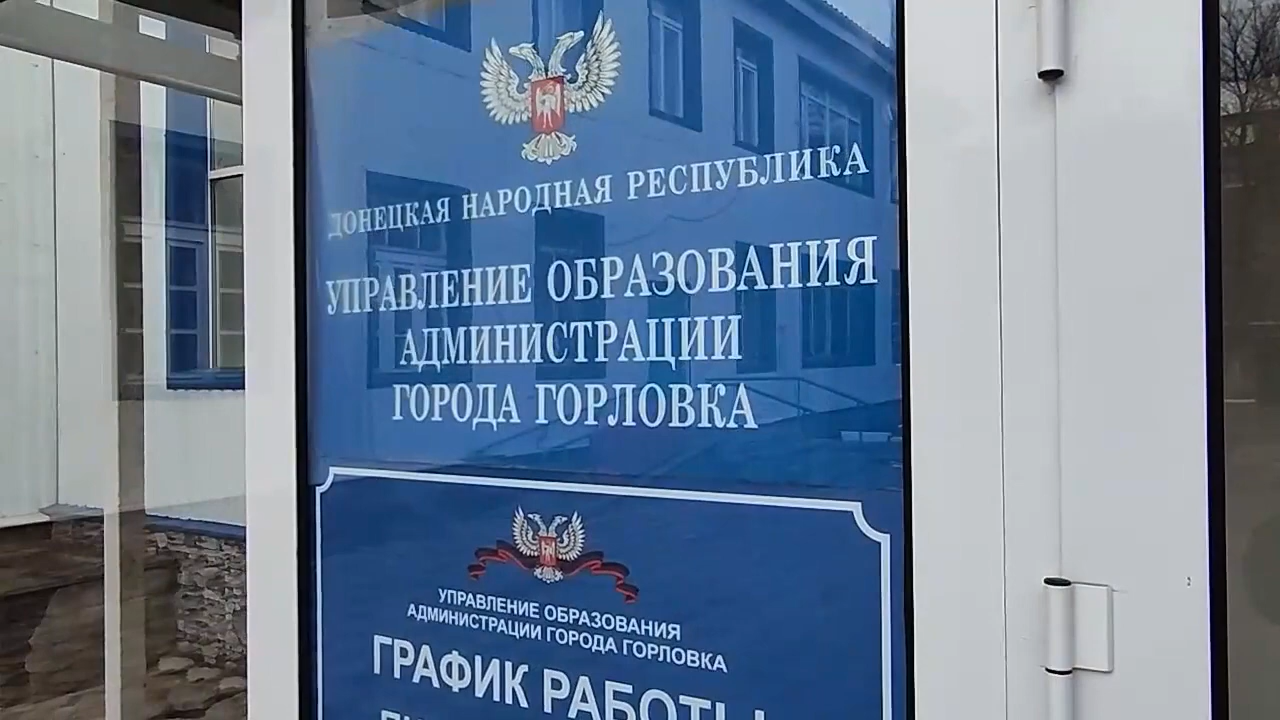 ДОНЕЦКАЯ НАРОДНАЯ РЕСПУБЛИКА
УПРАВЛЕНИЕ ОБРАЗОВАНИЯ
АДМИНИСТРАЦИИ
ГОРОДА ГОРЛОВКА
УПРАВЛЕНИЕ ОБРАЗОВАНИЯ
АДМИНИСТРАЦИИ ГОРОДА ГОРЛОВКА
ГРАФИК РАБОТЫ